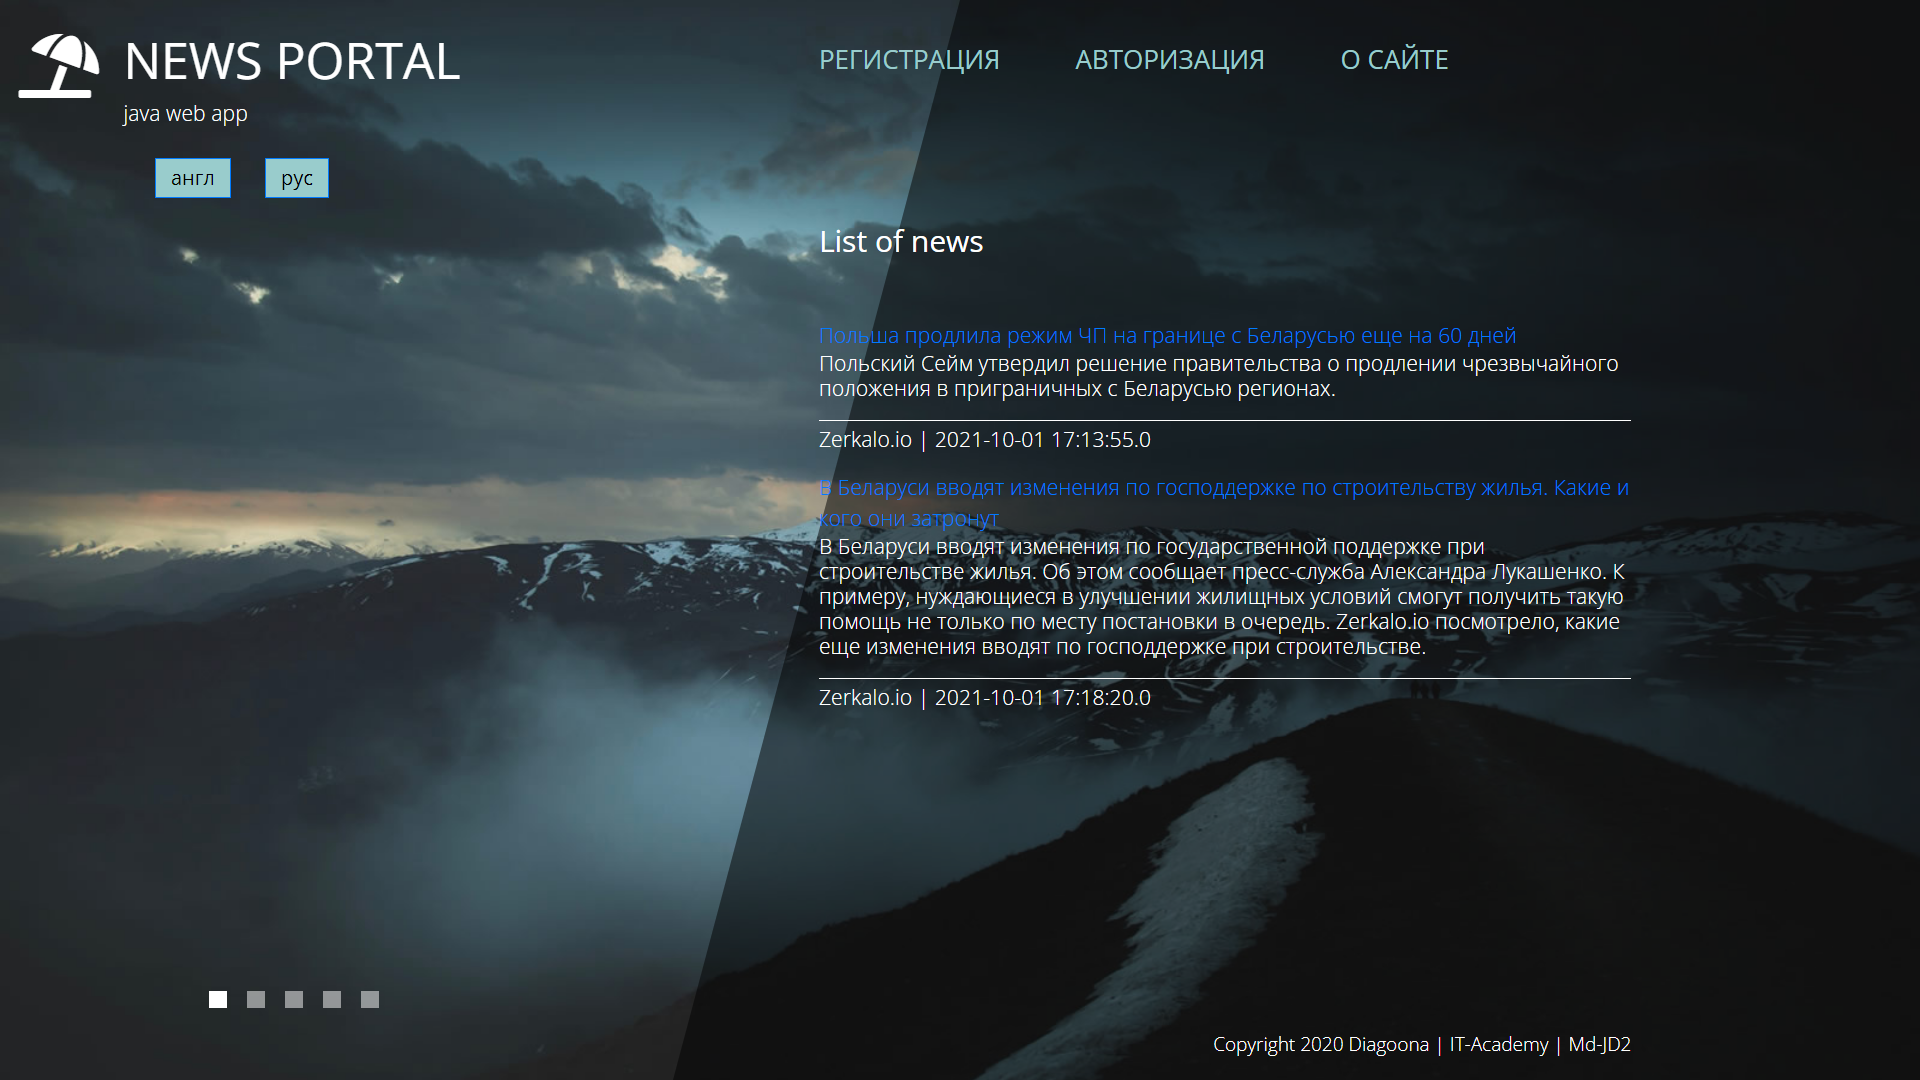 NEWS PORTAL
java web app
англ
рус
РЕГИСТРАЦИЯ
АВТОРИЗАЦИЯ
О САЙТЕ
List of news
Польша продлила режим ЧП на границе с Беларусью еще на 60 дней
Польский Сейм утвердил решение правительства о продлении чрезвычайного
положения в приграничных с Беларусью регионах.
Zerkalo.io | 2021-10-01 17:13:55.0
В Беларуси вводят изменения по господдержке по строительству жилья. Какие и
кого они затронут
В Беларуси вводят изменения по государственной поддержке при
строительстве жилья. Об этом сообщает пресс-служба Александра Лукашенко. К
примеру, нуждающиеся в улучшении жилищных условий смогут получить такую
помощь не только по месту постановки в очередь. Zerkalo.io посмотрело, какие
еще изменения вводят по господдержке при строительстве.
Zerkalo.io | 2021-10-01 17:18:20.0
Copyright 2020 Diagoona | IT-Academy | Md-JD2